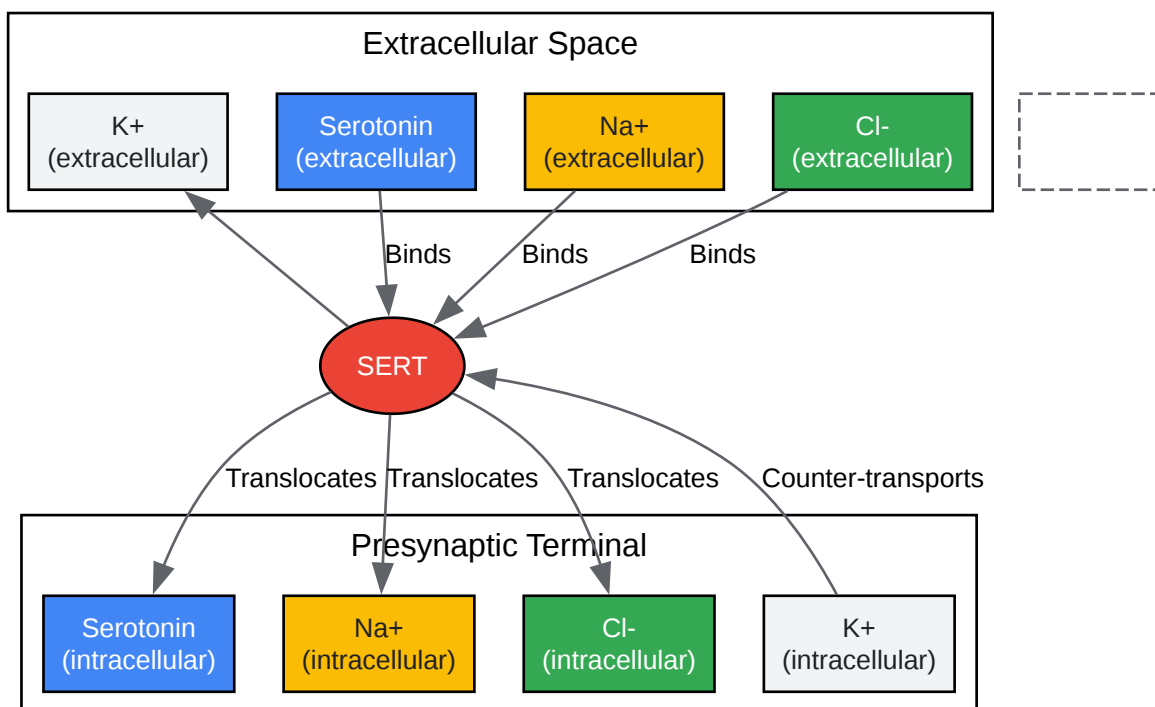 Extracellular Space
K+
(extracellular)
Serotonin
(extracellular)
Na+
(extracellular)
Cl-
(extracellular)
Binds
Binds
Binds
SERT
Translocates
Translocates
Translocates
Counter-transports
Presynaptic Terminal
Serotonin
(intracellular)
Na+
(intracellular)
Cl-
(intracellular)
K+
(intracellular)